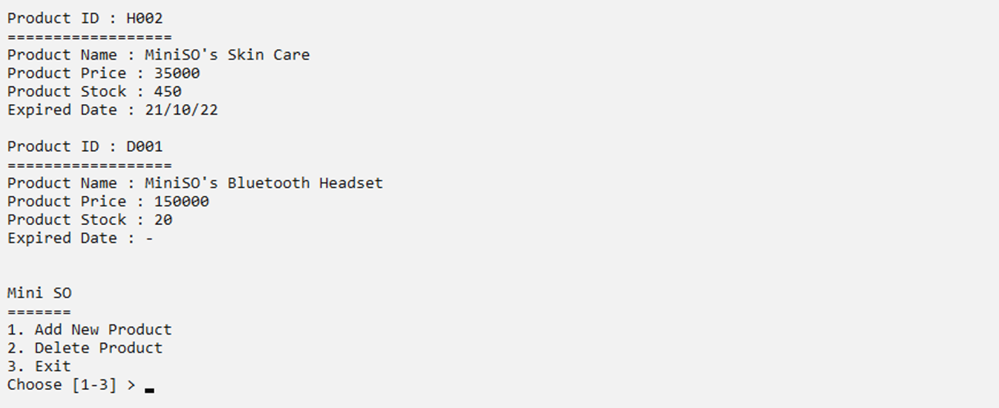 Product ID : H002
==================
Product Name : MiniSO's Skin Care
Product Price : 35000
Product Stock : 450
Expired Date : 21/10/22
Product ID : D001
==================
Product Name : MiniSO's Bluetooth Headset
Product Price : 150000
Product Stock : 20
Expired Date : -
Mini SO
=======
1. Add New Product
2. Delete Product
3. Exit
Choose [1-3] >